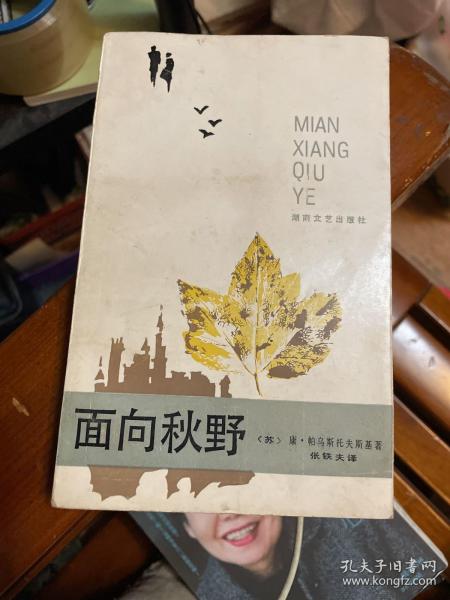 MIAN
XIANG
QIU
YE
湖南文艺出版社
面向秋野
〈苏〉康·帕乌斯托夫斯基著
张铁夫译
孔夫子旧书网
www.kongfz.com